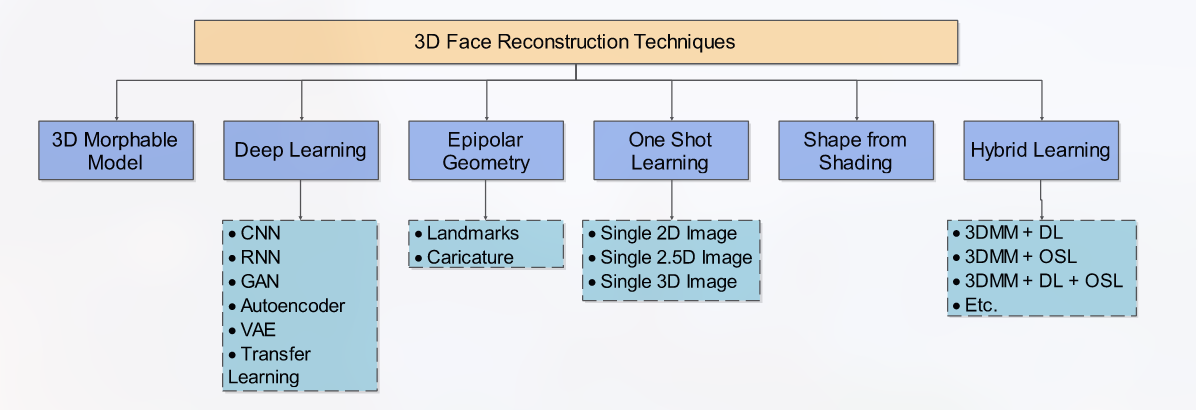 3D Face Reconstruction Techniques
3D Morphable
Model
Deep Learning
Epipolar
Geometry
One Shot
Learning
Shape from
Shading
Hybrid Learning
• CNN
• RNN
• GAN
• Autoencoder
• VAE
• Transfer
Learning
• Landmarks
• Caricature
• Single 2D Image
• Single 2.5D Image
• Single 3D Image
• 3DMM + DL
• 3DMM + OSL
• 3DMM + DL + OSL
• Etc.